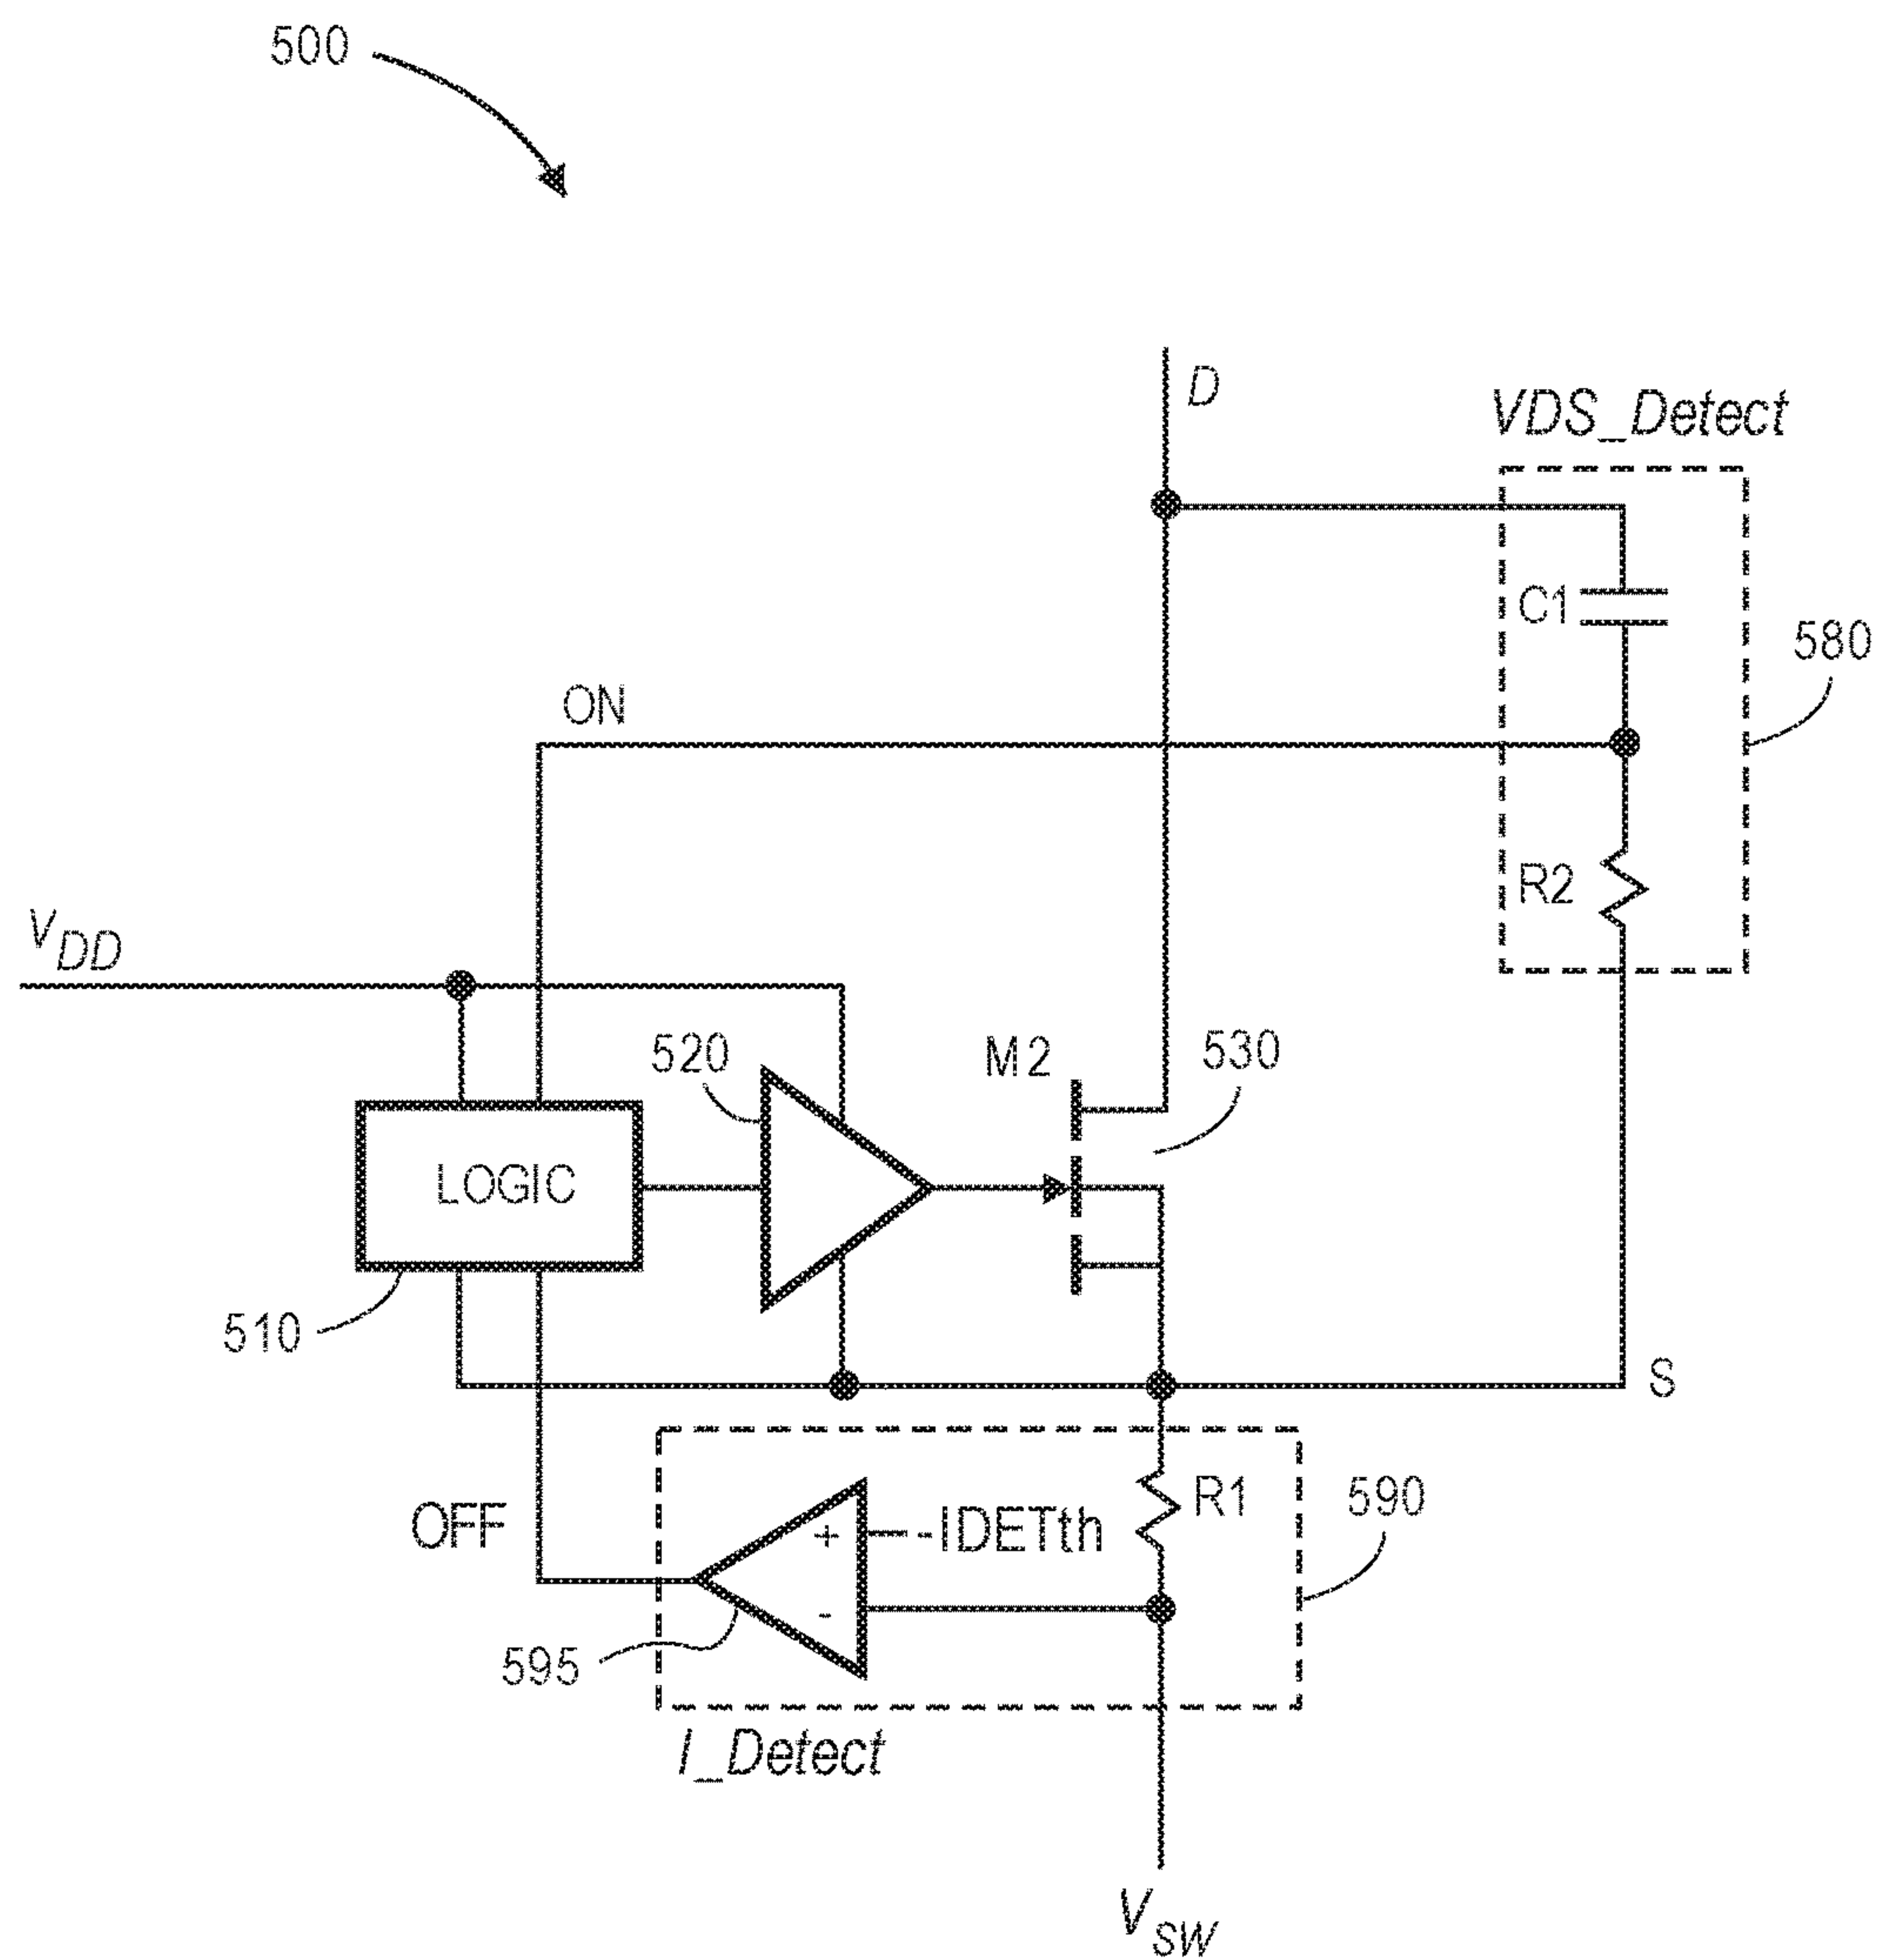 500
D
VDS_Detect
C1
580
ON
R2
VDD
520
M2
530
LOGIC
510
S
R1
590
+
-IDETth
OFF
-
595
I_Detect
VSW